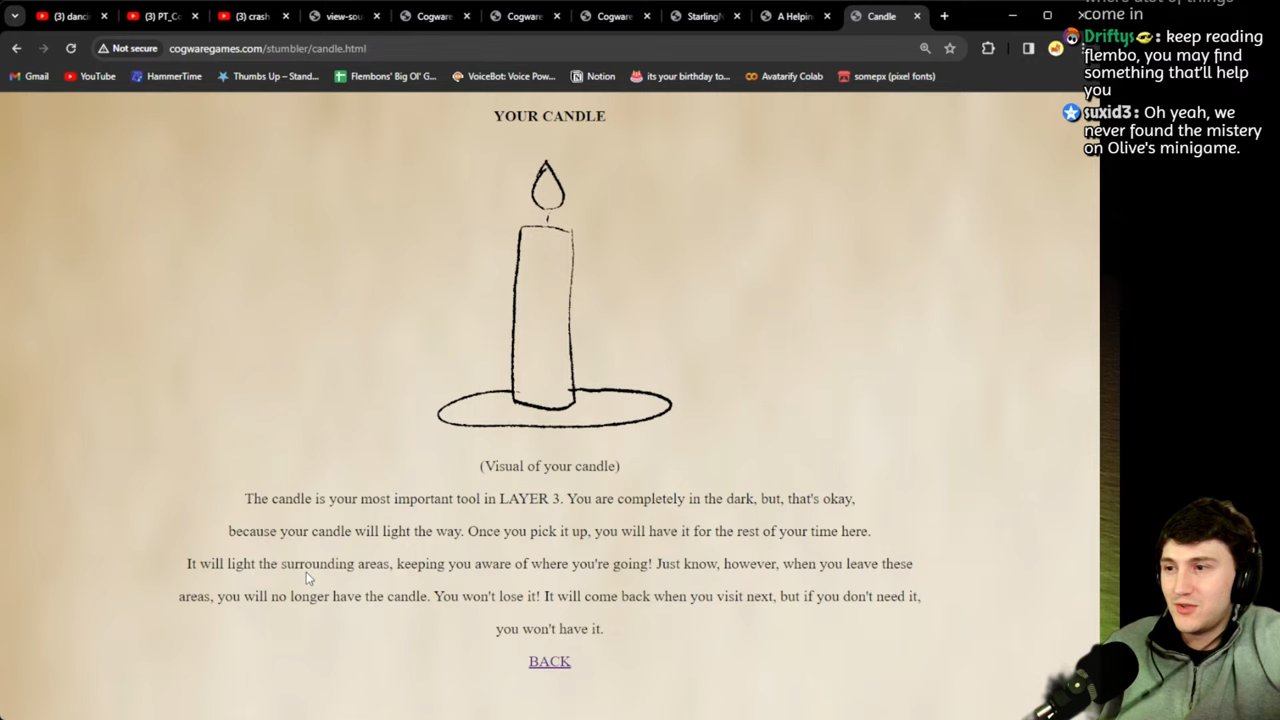 (3) danci
(3) PT_Co
(3) crash
view-sou
Cogware
Cogware
Cogware
Starling
A Helpin
Candle
Not secure
cogwaregames.com/stumbler/candle.html
Gmail
YouTube
HammerTime
Thumbs Up – Stand...
Flembons' Big Ol' G...
VoiceBot: Voice Pow...
Notion
its your birthday to...
Avatarify Colab
somepx (pixel fonts)
come in
Driftys: keep reading
flembo, you may find
something that'll help
you
suxid3: Oh yeah, we
never found the mistery
on Olive's minigame.
YOUR CANDLE
(Visual of your candle)
The candle is your most important tool in LAYER 3. You are completely in the dark, but, that's okay,
because your candle will light the way. Once you pick it up, you will have it for the rest of your time here.
It will light the surrounding areas, keeping you aware of where you're going! Just know, however, when you leave these
areas, you will no longer have the candle. You won't lose it! It will come back when you visit next, but if you don't need it,
you won't have it.
BACK